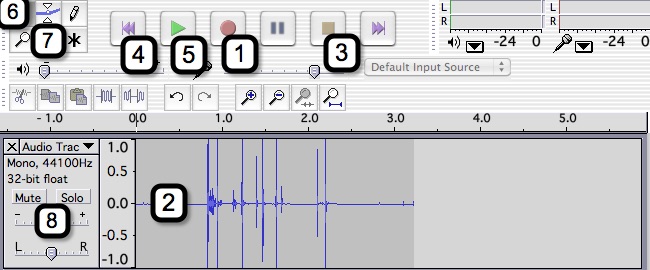 6
7
4
5
1
3
L
R
-24 0
L
R
-24 0
Default Input Source
- 1.0 0.0 1.0 2.0 3.0 4.0 5.0
X Audio Trac
Mono, 44100Hz
32-bit float
Mute Solo
8
- +
L R
1.0
0.5
0.0
-0.5
-1.0
2